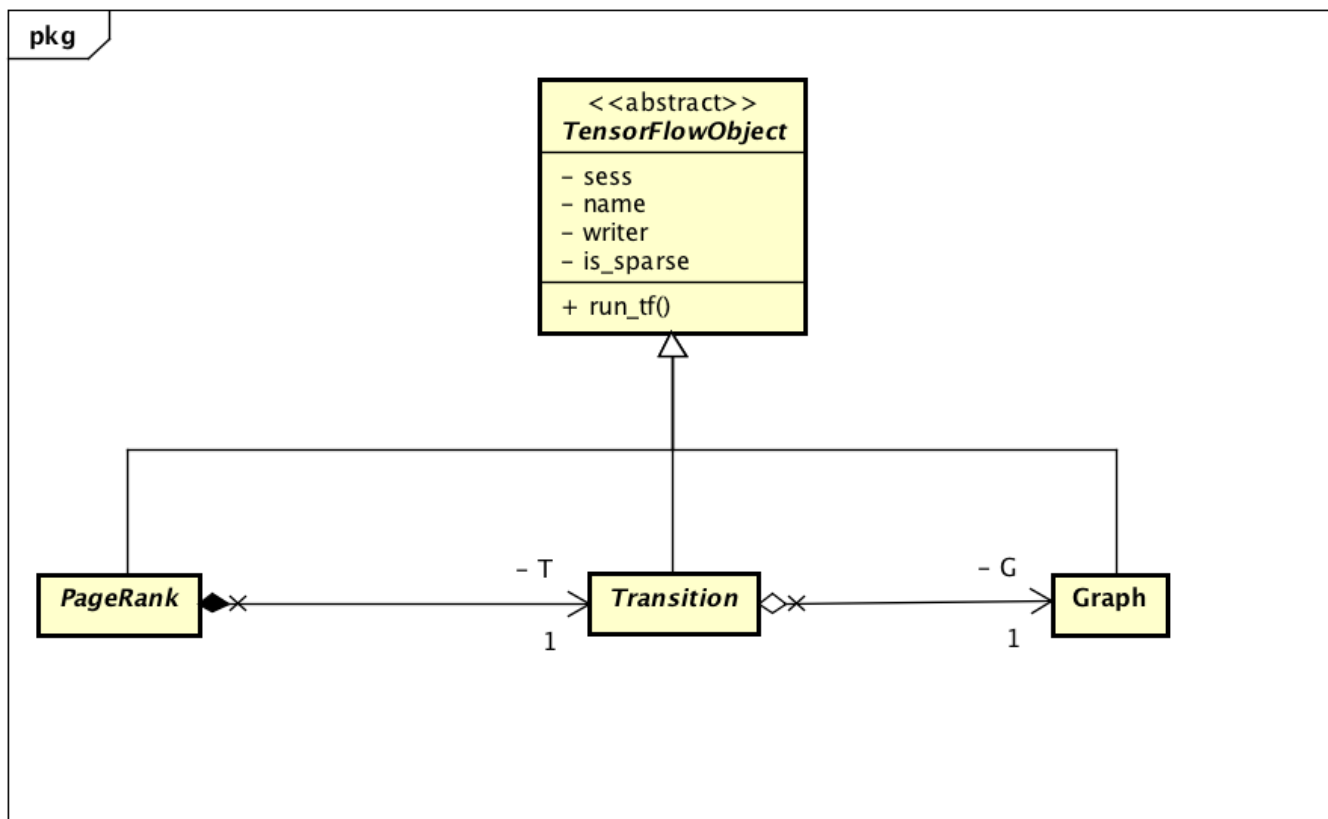 pkg
<<abstract>>
TensorFlowObject
– sess
– name
– writer
– is_sparse
+ run_tf()
– T
– G
PageRank
Transition
Graph
1
1